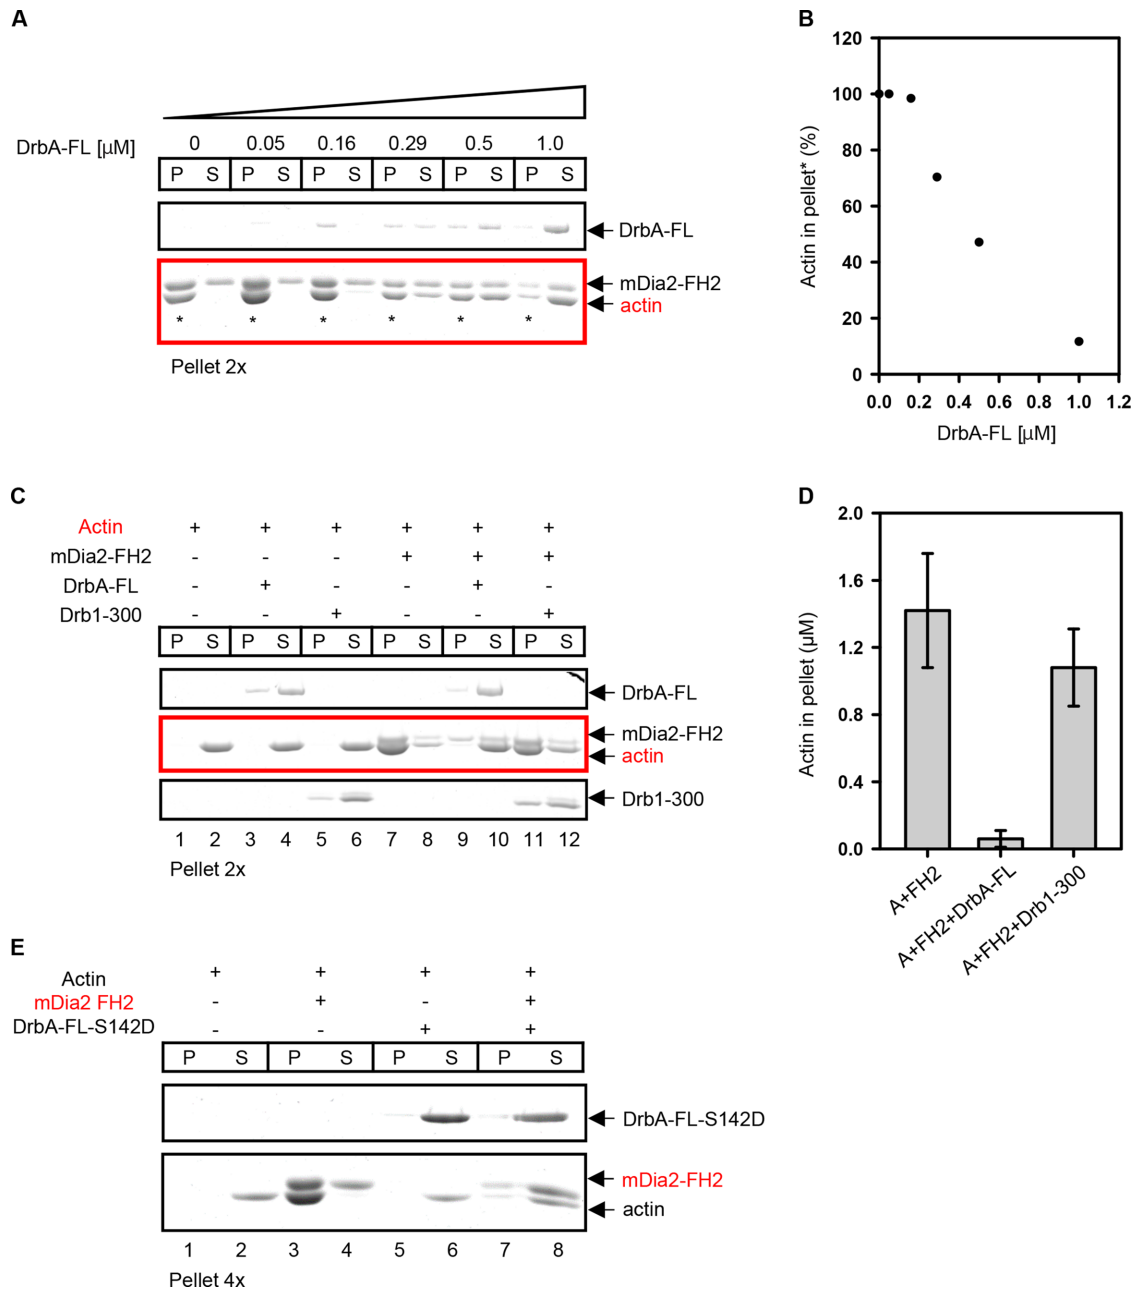 A
DrbA-FL [μM]
0 0.05 0.16 0.29 0.5 1.0
P S P S P S P S P S P S
DrbA-FL
mDia2-FH2
actin
* * * * * *
Pellet 2x
B
120
100
80
60
40
20
0
Actin in pellet* (%)
0.0 0.2 0.4 0.6 0.8 1.0 1.2
DrbA-FL [μM]
C
Actin + + + + + +
mDia2-FH2 - - - + + +
DrbA-FL - + - - + -
Drb1-300 - - + - - +
P S P S P S P S P S P S
DrbA-FL
mDia2-FH2
actin
Drb1-300
1 2 3 4 5 6 7 8 9 10 11 12
Pellet 2x
D
2.0
1.6
1.2
0.8
0.4
0.0
Actin in pellet (μM)
A+FH2
A+FH2+DrbA-FL
A+FH2+Drb1-300
E
Actin + + + +
mDia2 FH2 - + - +
DrbA-FL-S142D - - + +
P S P S P S P S
DrbA-FL-S142D
mDia2-FH2
actin
1 2 3 4 5 6 7 8
Pellet 4x